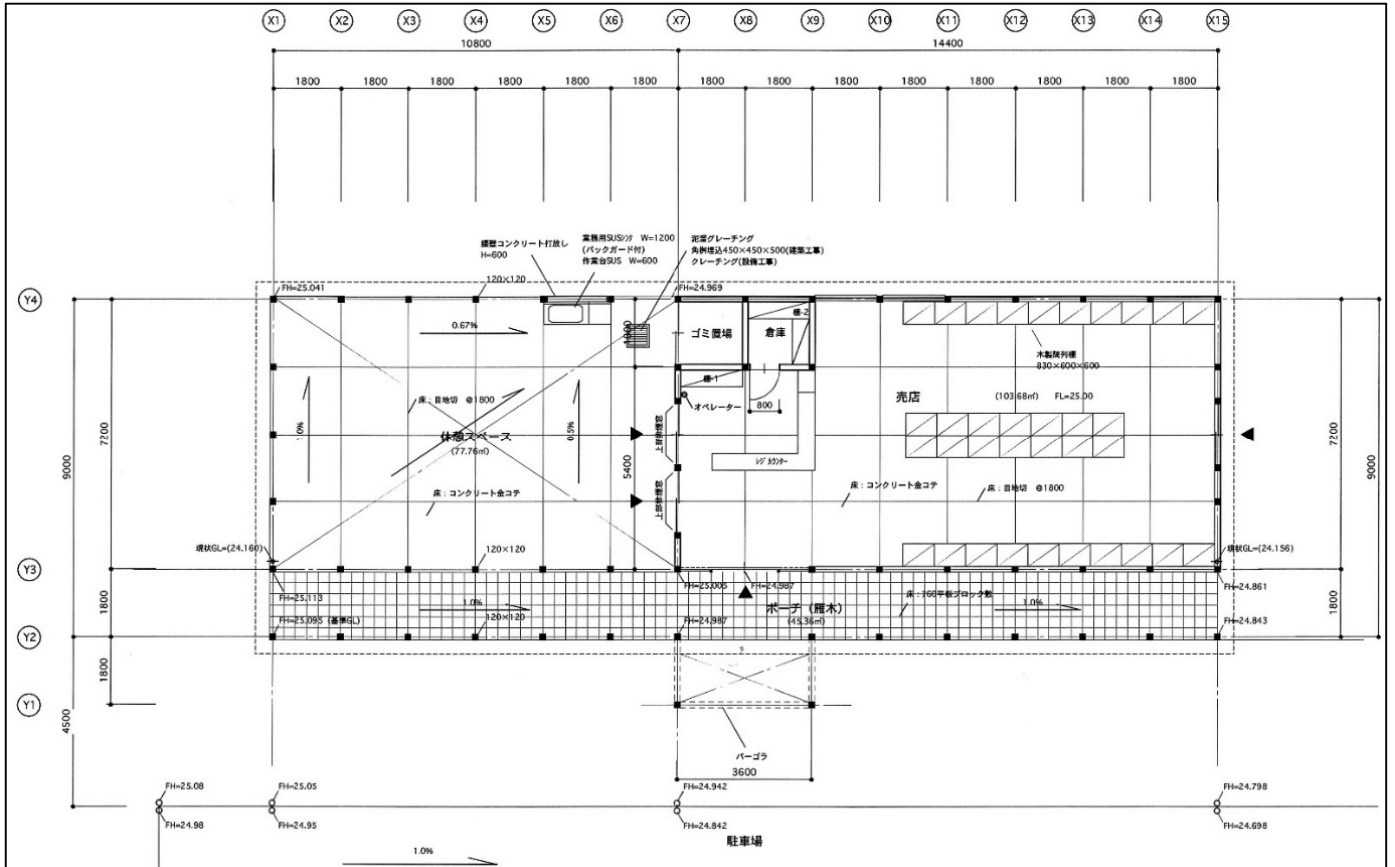 X1 X2 X3 X4 X5 X6 X7 X8 X9 X10 X11 X12 X13 X14 X15
10800 14400
1800 1800 1800 1800 1800 1800 1800 1800 1800 1800 1800 1800 1800 1800
腰壁コンクリート打放し
H=600
業務用SUSシンク W=1200
(バックガード付)
作業台SUS W=600
泥溜グレーチング
角桝埋込450×450×500(建築工事)
グレーチング(設備工事)
FH=25.041
120×120
FH=24.969
Y4
0.67%
1800
ゴミ置場
倉庫
棚-2
木製陳列棚
830×600×600
棚-1
オペレーター
800
売店
(103.68㎡) FL=25.00
床：目地切 @1800
1.0%
0.5%
休憩スペース
(77.76㎡)
上部排煙窓
上部排煙窓
レジカウンター
5400
7200
9000
7200
9000
床：コンクリート金コテ
床：コンクリート金コテ
床：目地切 @1800
現状GL=(24.160)
120×120
現状GL=(24.156)
Y3
FH=25.113
FH=25.005
FH=24.987
FH=24.861
1800
1.0%
ポーチ（雁木）
(45.36㎡)
1.0%
1800
FH=25.095 (基準GL)
120×120
FH=24.987
FH=24.843
Y2
1800
4500
Y1
パーゴラ
3600
FH=25.08
FH=25.05
FH=24.942
FH=24.798
FH=24.98
FH=24.95
FH=24.842
FH=24.698
駐車場
1.0%